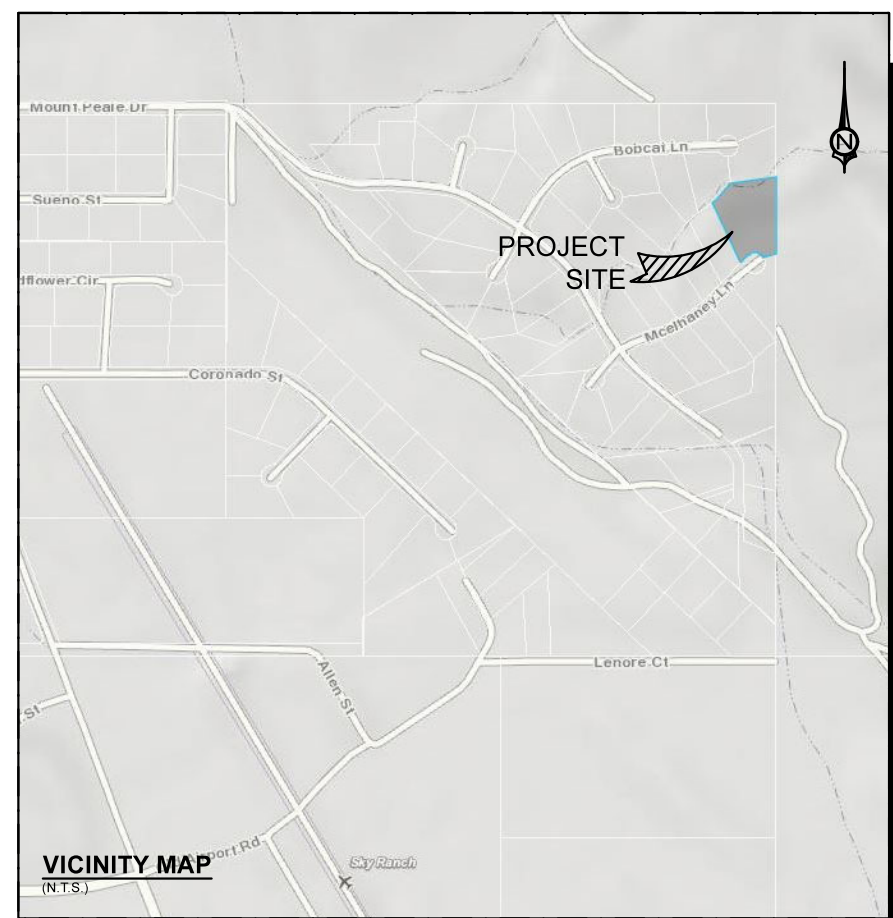 Mount Peale Dr
Bobcat Ln
N
Sueno St
PROJECT
SITE
dflower Cir
Mcelhaney Ln
Coronado St
Lenore Ct
Allen St
St
Airport Rd
Sky Ranch
VICINITY MAP
(N.T.S.)